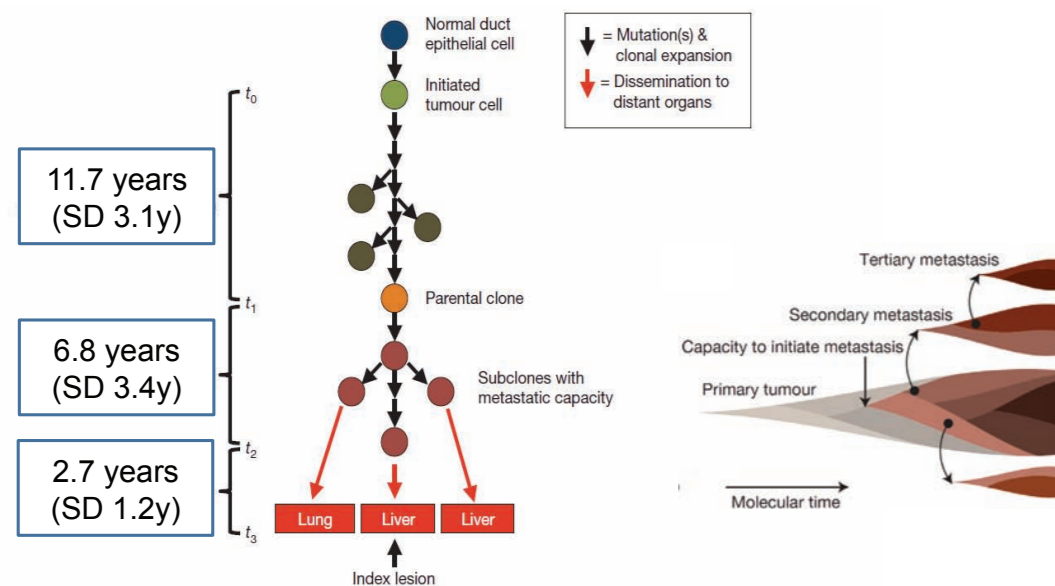 Normal duct
epithelial cell
= Mutation(s) &
clonal expansion
= Dissemination to
distant organs
t0
Initiated
tumour cell
11.7 years
(SD 3.1y)
t1
Parental clone
6.8 years
(SD 3.4y)
Subclones with
metastatic capacity
t2
2.7 years
(SD 1.2y)
t3
Lung
Liver
Liver
Index lesion
Tertiary metastasis
Secondary metastasis
Capacity to initiate metastasis
Primary tumour
Molecular time